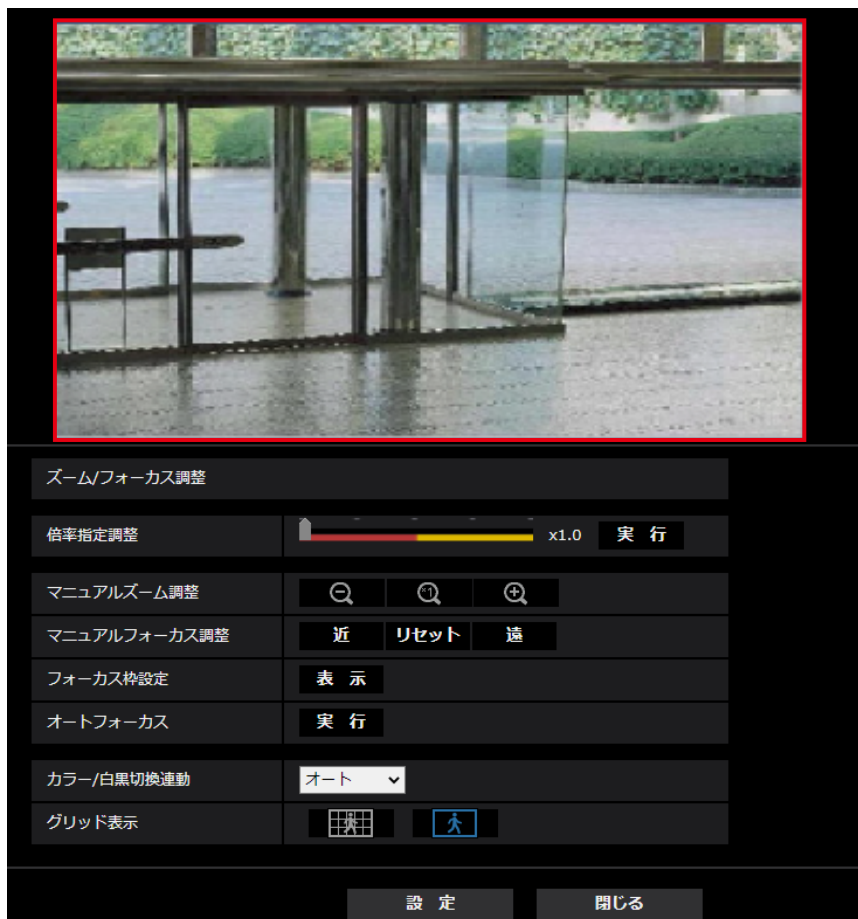 ズーム/フォーカス調整
倍率指定調整 x1.0 実 行
マニュアルズーム調整 ×1
マニュアルフォーカス調整 近 リセット 遠
フォーカス枠設定 表 示
オートフォーカス 実 行
カラー/白黒切換連動 オート
グリッド表示
設 定 閉じる